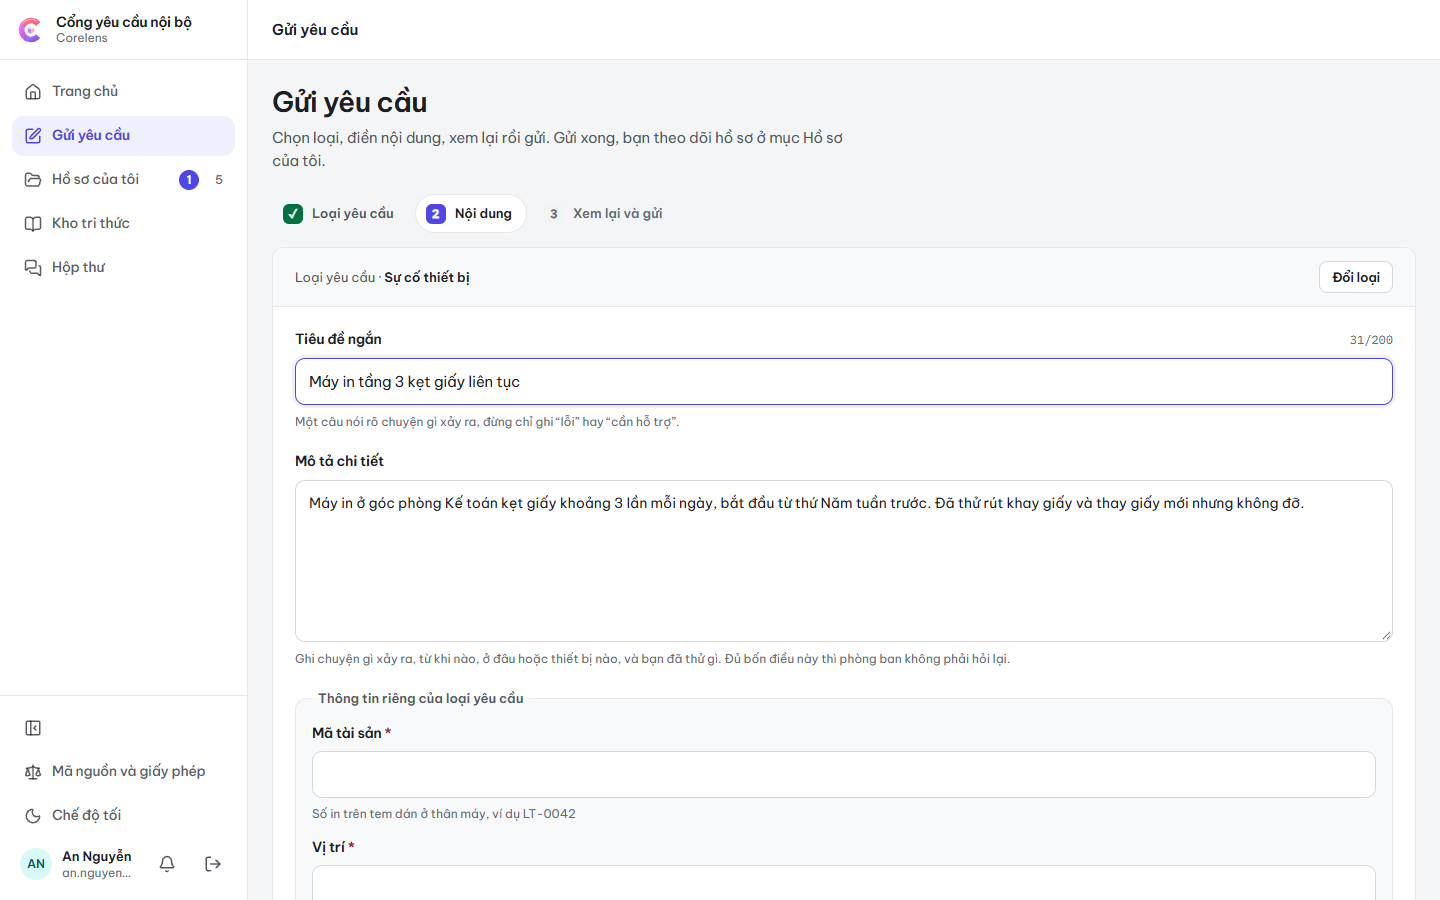 Cổng yêu cầu nội bộ
Corelens
Trang chủ
Gửi yêu cầu
Hồ sơ của tôi 1 5
Kho tri thức
Hộp thư
Mã nguồn và giấy phép
Chế độ tối
AN
An Nguyễn
an.nguyen...
Gửi yêu cầu
Gửi yêu cầu
Chọn loại, điền nội dung, xem lại rồi gửi. Gửi xong, bạn theo dõi hồ sơ ở mục Hồ sơ
của tôi.
Loại yêu cầu
2 Nội dung
3 Xem lại và gửi
Loại yêu cầu · Sự cố thiết bị
Đổi loại
Tiêu đề ngắn
31/200
Máy in tầng 3 kẹt giấy liên tục
Một câu nói rõ chuyện gì xảy ra, đừng chỉ ghi “lỗi” hay “cần hỗ trợ”.
Mô tả chi tiết
Máy in ở góc phòng Kế toán kẹt giấy khoảng 3 lần mỗi ngày, bắt đầu từ thứ Năm tuần trước. Đã thử rút khay giấy và thay giấy mới nhưng không đỡ.
Ghi chuyện gì xảy ra, từ khi nào, ở đâu hoặc thiết bị nào, và bạn đã thử gì. Đủ bốn điều này thì phòng ban không phải hỏi lại.
Thông tin riêng của loại yêu cầu
Mã tài sản *
Số in trên tem dán ở thân máy, ví dụ LT-0042
Vị trí *